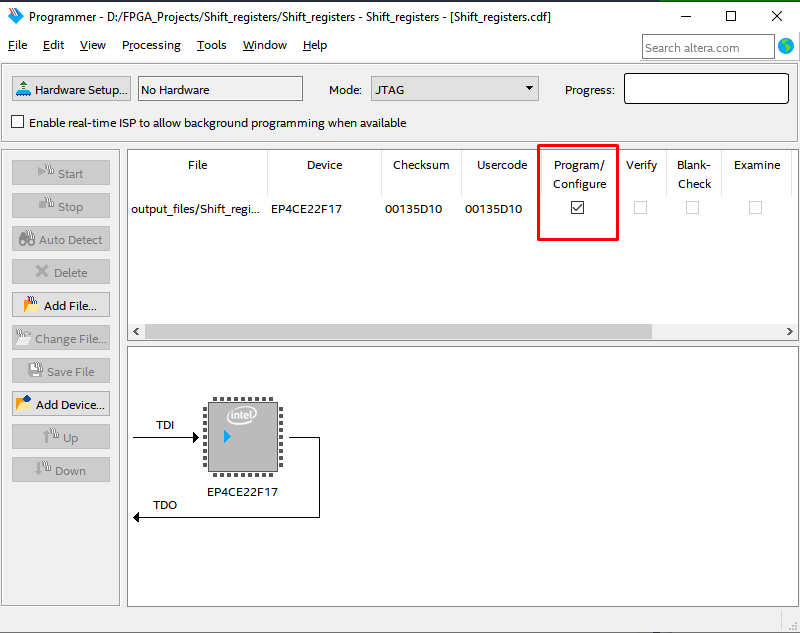 Programmer - D:/FPGA_Projects/Shift_registers/Shift_registers - Shift_registers - [Shift_registers.cdf]
File Edit View Processing Tools Window Help
Search altera.com
Hardware Setup... No Hardware Mode: JTAG Progress:
Enable real-time ISP to allow background programming when available
Start
Stop
Auto Detect
Delete
Add File...
Change File...
Save File
Add Device...
Up
Down
File Device Checksum Usercode Program/ Verify Blank- Examine
Configure Check
output_files/Shift_regi... EP4CE22F17 00135D10 00135D10
intel
TDI
EP4CE22F17
TDO